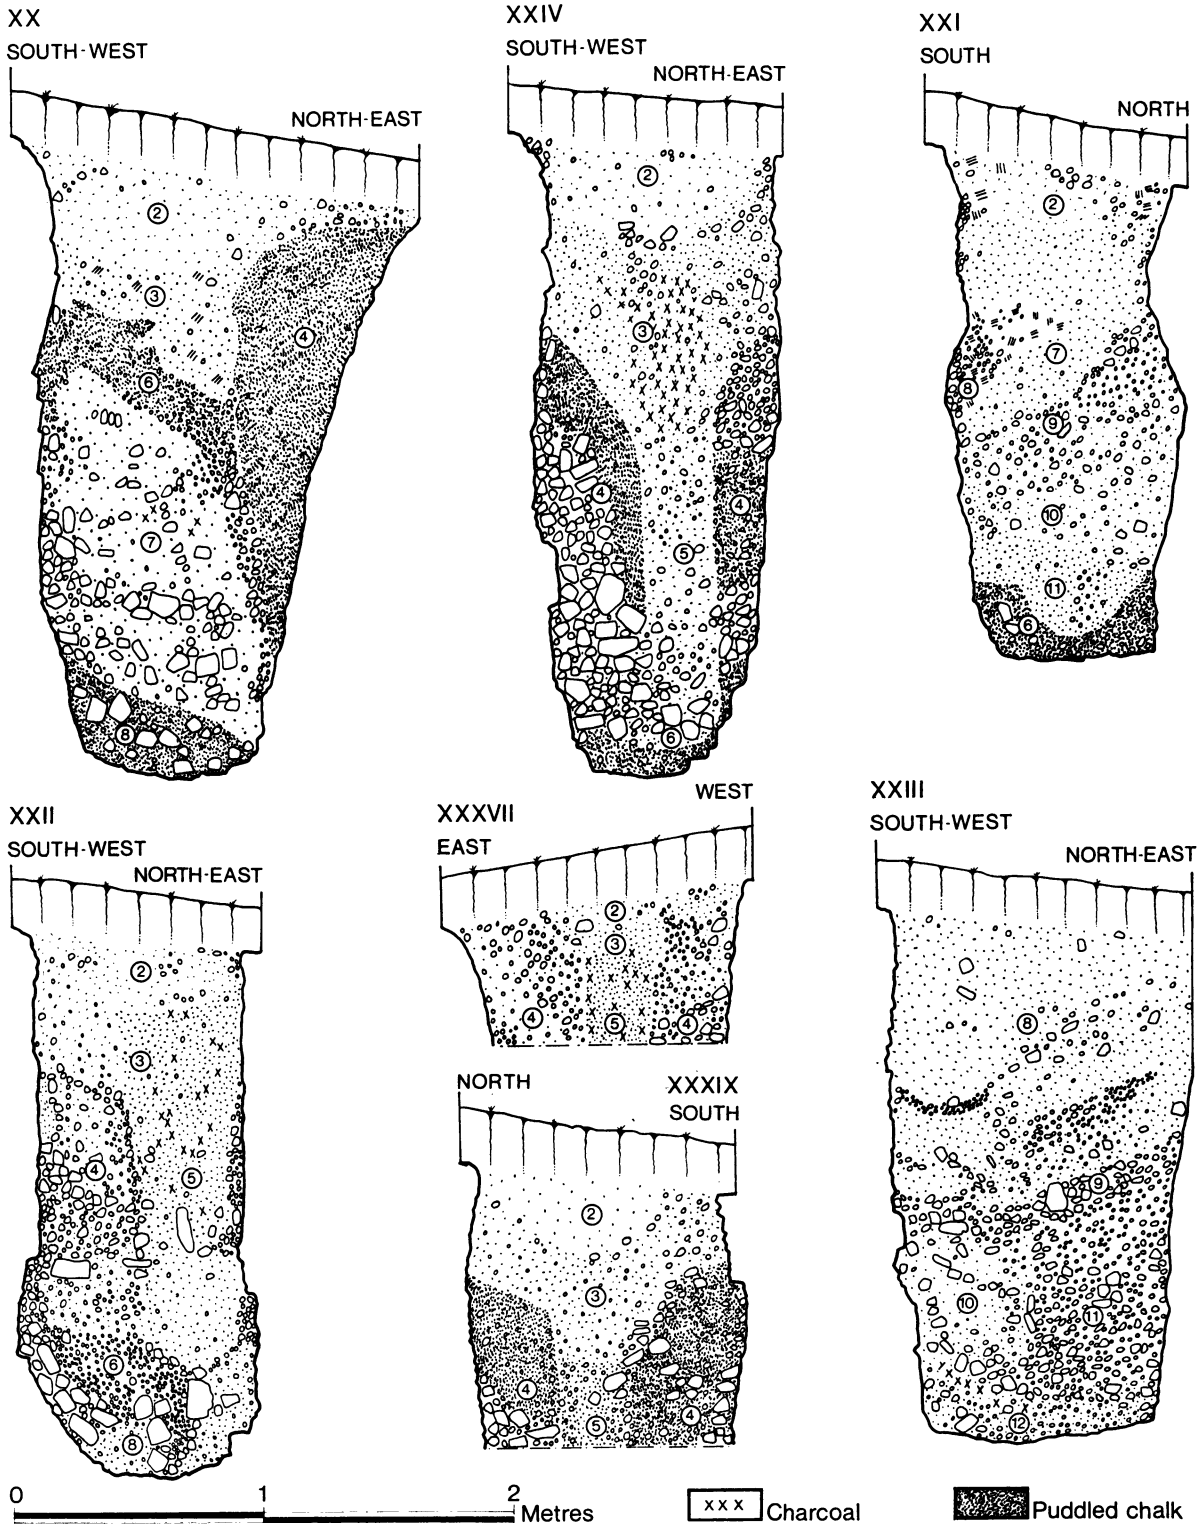 XX
SOUTH-WEST
NORTH-EAST
2
3
4
6
7
8
XXIV
SOUTH-WEST
NORTH-EAST
2
3
4
4
5
6
XXI
SOUTH
NORTH
2
7
8
9
10
11
6
XXII
SOUTH-WEST
NORTH-EAST
2
3
4
5
6
8
XXXVII
EAST
WEST
2
3
4
5
4
NORTH
XXXIX
SOUTH
2
3
4
4
5
XXIII
SOUTH-WEST
NORTH-EAST
8
9
10
11
12
0 1 2 Metres
xxx Charcoal
Puddled chalk